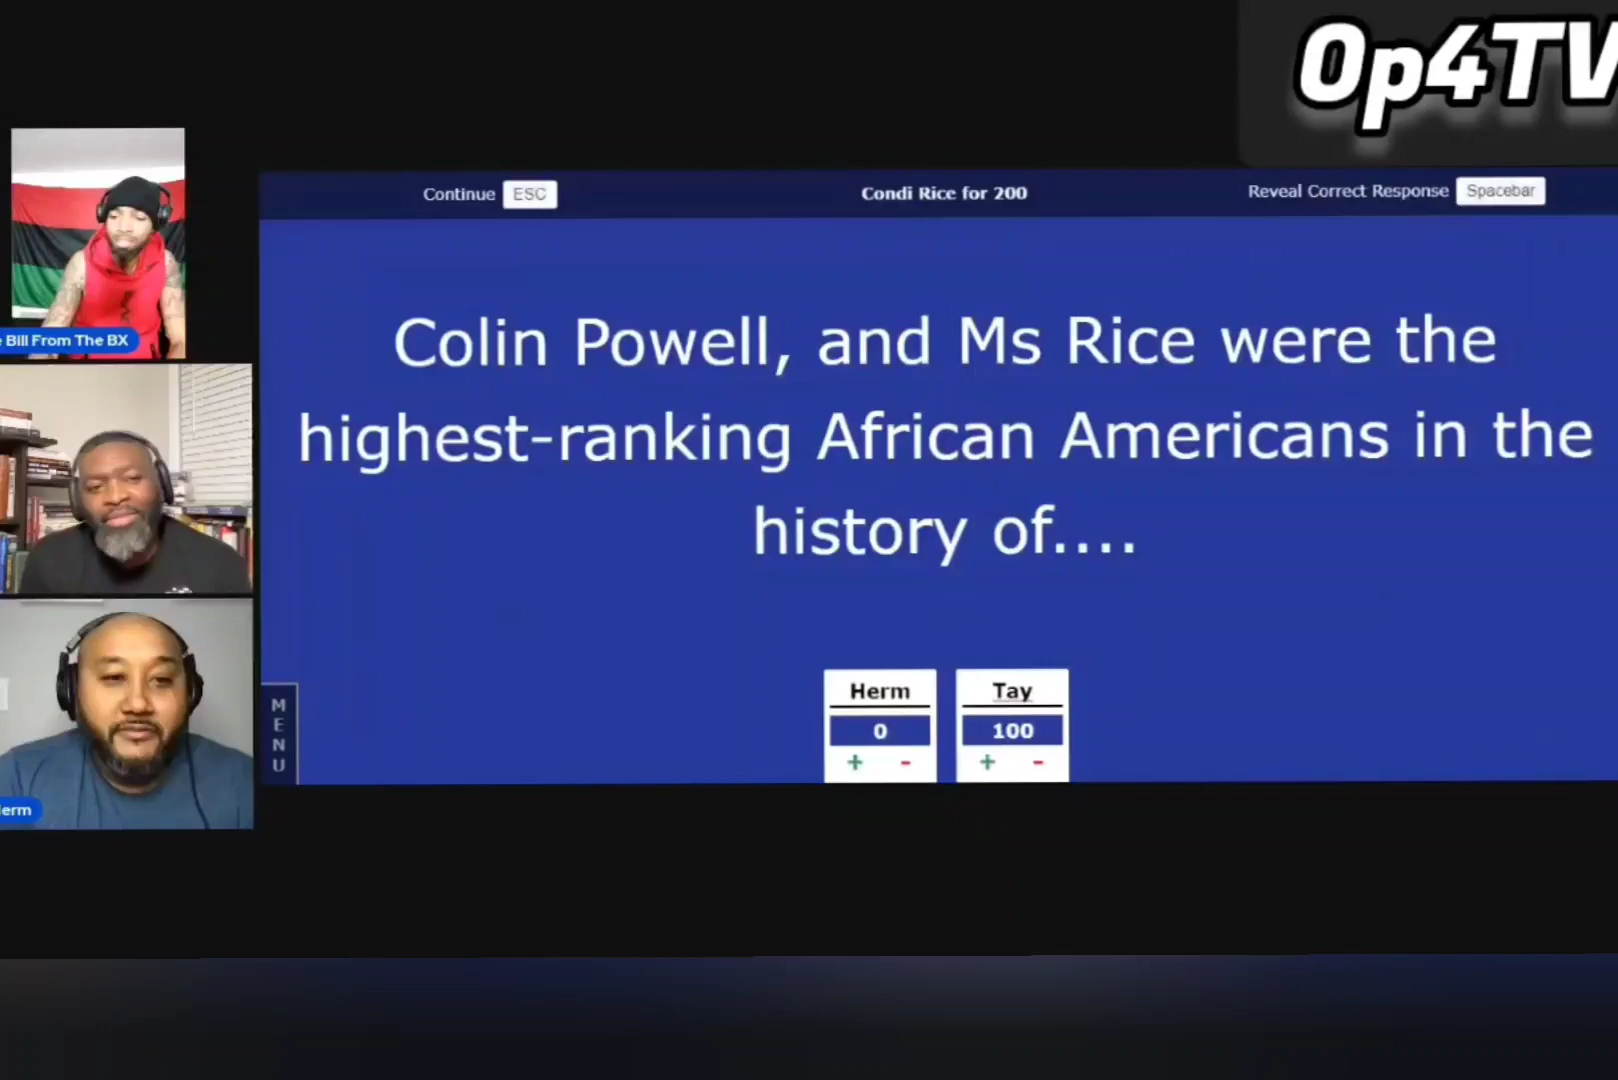 Op4TV
Continue ESC
Condi Rice for 200
Reveal Correct Response Spacebar
Colin Powell, and Ms Rice were the
highest-ranking African Americans in the
history of....
Bill From The BX
erm
MENU
Herm
0
+ -
Tay
100
+ -